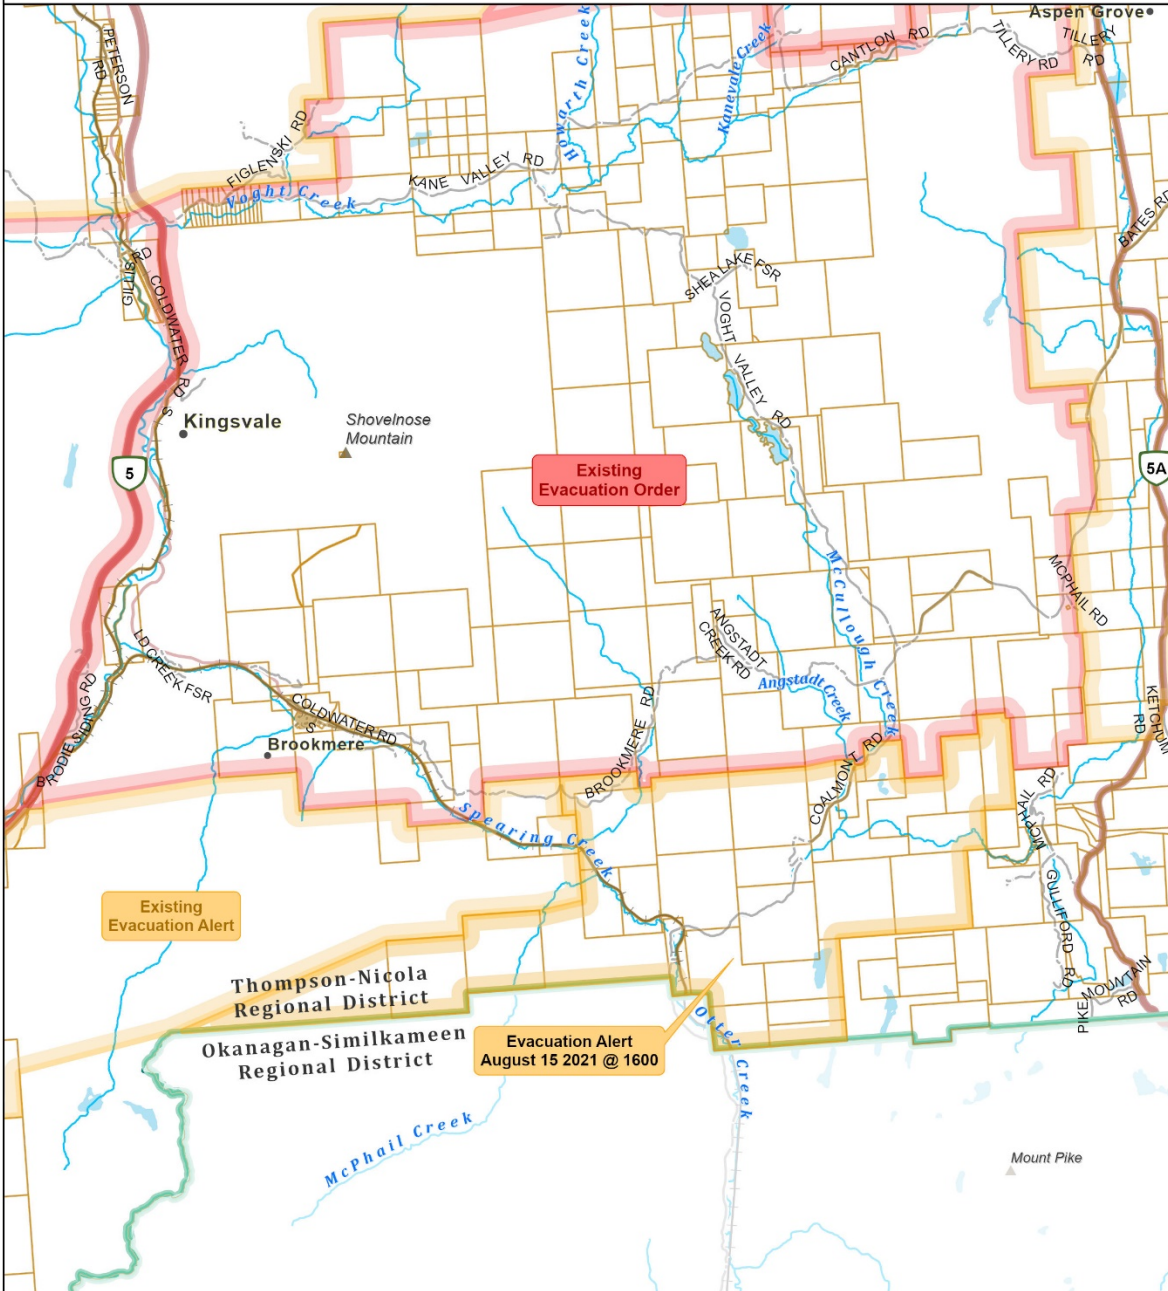 Aspen Grove
PETERSON
RD
Howarth Creek
Kanevale Creek
CANTLON RD
TILLERY RD
TILLERY
RD
FIGLENSKI RD
KANE VALLEY RD
Voght Creek
BATES RD
GILLIS
RD
COLDWATER RD S
SHEA LAKE FSR
VOGHT VALLEY RD
Kingsvale
Shovelnose
Mountain
5
5A
Existing
Evacuation Order
McCullough Creek
MCPHAIL RD
ANGSTADT
CREEK RD
Angstadt Creek
LD CREEK FSR
BRODIE SIDING RD
COLDWATER RD
S
Brookmere
BROOKMERE RD
COALMONT RD
KETCHUM
RD
MCPHAIL RD
GULLIFORD RD
PIKE MOUNTAIN
RD
Spearing Creek
Existing
Evacuation Alert
Thompson-Nicola
Regional District
Okanagan-Similkameen
Regional District
Evacuation Alert
August 15 2021 @ 1600
Otter Creek
McPhail Creek
Mount Pike